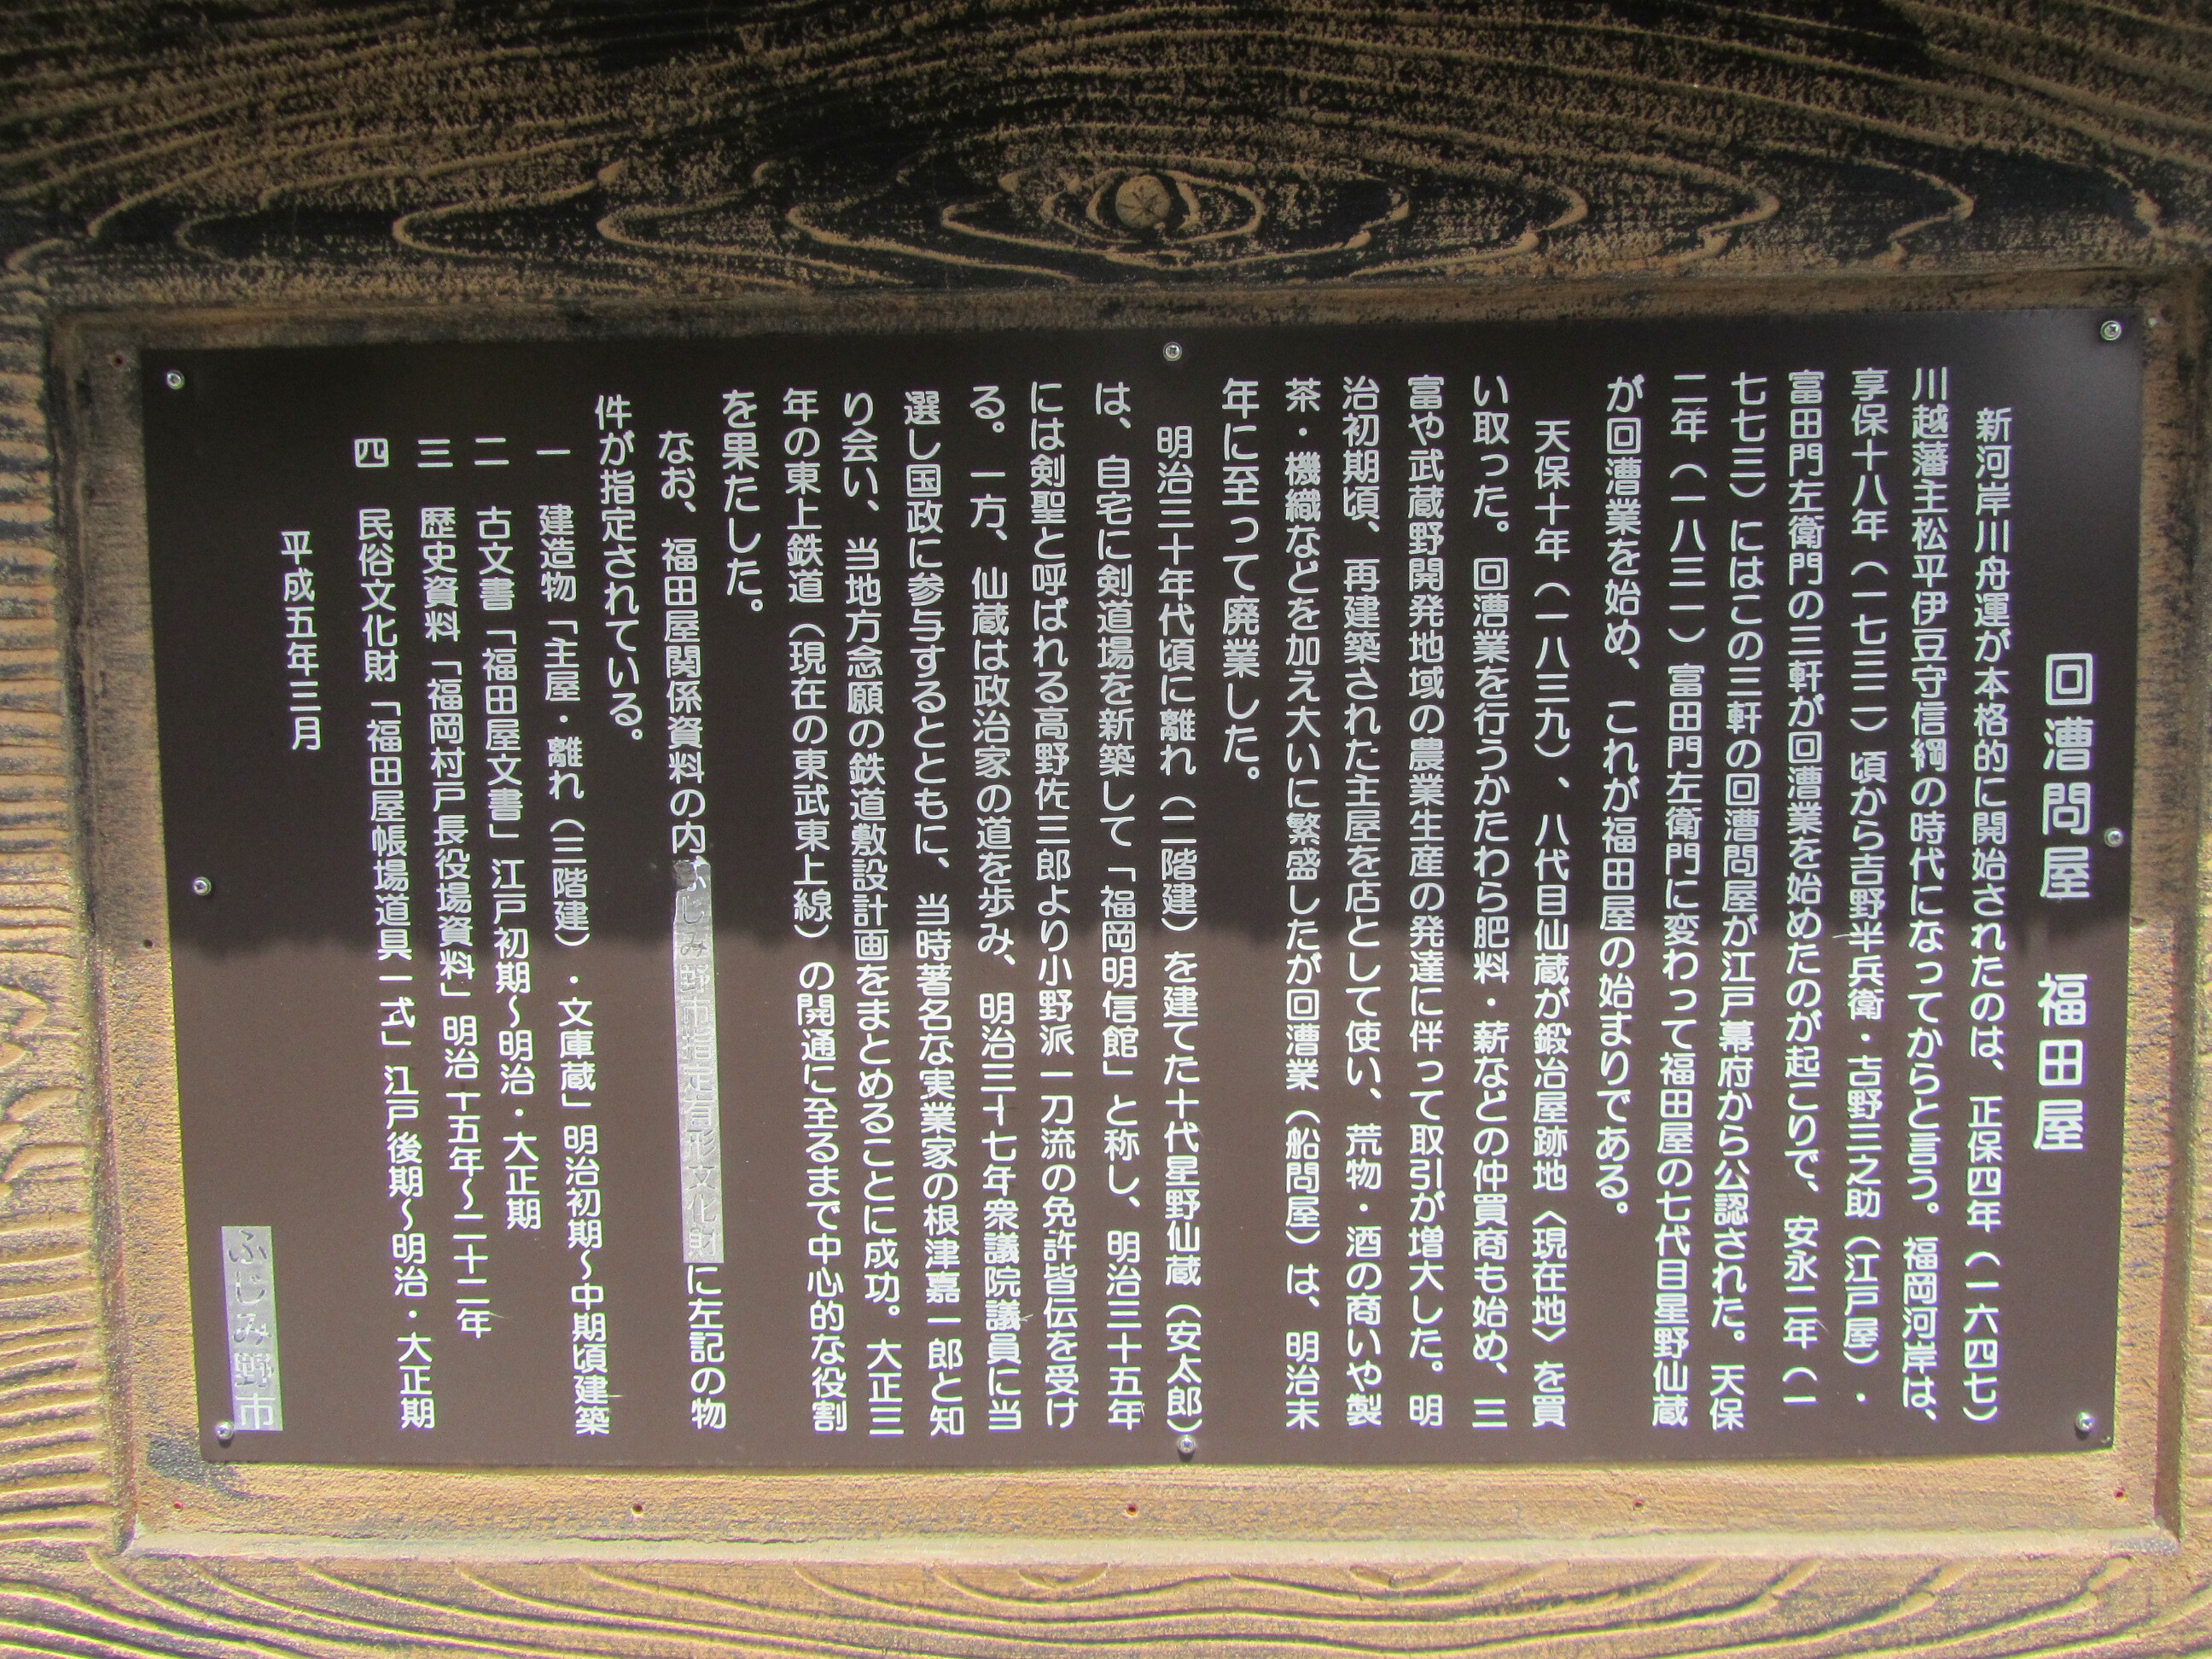 回漕問屋 福田屋
新河岸川舟運が本格的に開始されたのは、正保四年(一六四七)
川越藩主松平伊豆守信綱の時代になってからと言う。福岡河岸は、
享保十八年(一七三三)頃から吉野半兵衛・吉野三之助(江戸屋)・
富田門左衛門の三軒が回漕業を始めたのが起こりで、安永二年(一
七七三)にはこの三軒の回漕問屋が江戸幕府から公認された。天保
二年(一八三一)富田門左衛門に変わって福田屋の七代目星野仙蔵
が回漕業を始め、これが福田屋の始まりである。
天保十年(一八三九)、八代目仙蔵が鍛冶屋跡地〈現在地〉を買
い取った。回漕業を行うかたわら肥料・薪などの仲買商も始め、三
富や武蔵野開発地域の農業生産の発達に伴って取引が増大した。明
治初期頃、再建築された主屋を店として使い、荒物・酒の商いや製
茶・機織などを加え大いに繁盛したが回漕業(船問屋)は、明治末
年に至って廃業した。
明治三十年代頃に離れ(二階建)を建てた十代星野仙蔵(安太郎)
は、自宅に剣道場を新築して「福岡明信館」と称し、明治三十五年
には剣聖と呼ばれる高野佐三郎より小野派一刀流の免許皆伝を受け
る。一方、仙蔵は政治家の道を歩み、明治三十七年衆議院議員に当
選し国政に参与するとともに、当時著名な実業家の根津嘉一郎と知
り会い、当地方念願の鉄道敷設計画をまとめることに成功。大正三
年の東上鉄道(現在の東武東上線)の開通に至るまで中心的な役割
を果たした。
なお、福田屋関係資料の内ふじみ野市指定有形文化財に左記の物
件が指定されている。
一 建造物「主屋・離れ(三階建)・文庫蔵」明治初期~中期頃建築
二 古文書「福田屋文書」江戸初期~明治・大正期
三 歴史資料「福岡村戸長役場資料」明治十五年~二十二年
四 民俗文化財「福田屋帳場道具一式」江戸後期~明治・大正期
平成五年三月
ふじみ野市